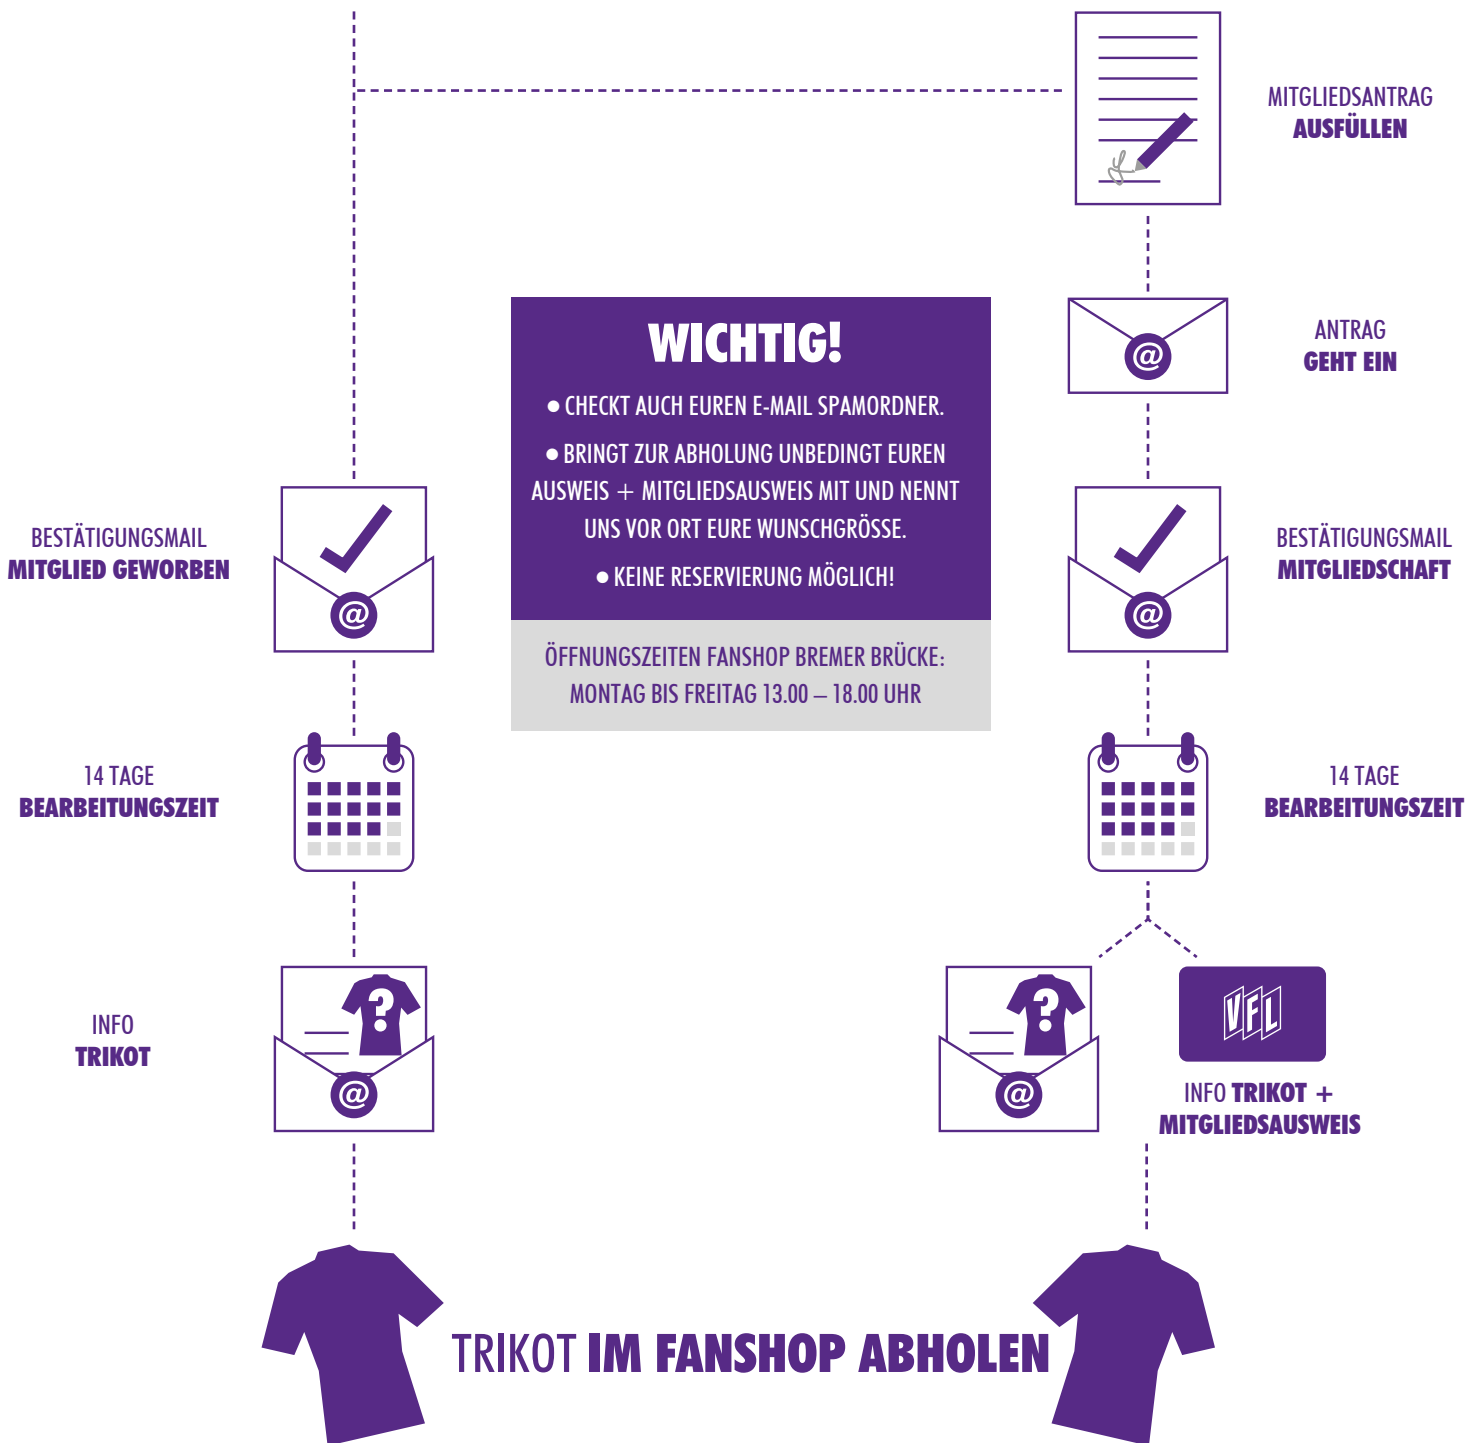 MITGLIEDSANTRAG
AUSFÜLLEN
WICHTIG!
● CHECKT AUCH EUREN E-MAIL SPAMORDNER.
● BRINGT ZUR ABHOLUNG UNBEDINGT EUREN
AUSWEIS + MITGLIEDSAUSWEIS MIT UND NENNT
UNS VOR ORT EURE WUNSCHGRÖSSE.
● KEINE RESERVIERUNG MÖGLICH!
ÖFFNUNGSZEITEN FANSHOP BREMER BRÜCKE:
MONTAG BIS FREITAG 13.00 – 18.00 UHR
@
ANTRAG
GEHT EIN
BESTÄTIGUNGSMAIL
MITGLIED GEWORBEN
@
@
BESTÄTIGUNGSMAIL
MITGLIEDSCHAFT
14 TAGE
BEARBEITUNGSZEIT
14 TAGE
BEARBEITUNGSZEIT
INFO
TRIKOT
?
@
?
@
VFL
INFO TRIKOT +
MITGLIEDSAUSWEIS
TRIKOT IM FANSHOP ABHOLEN